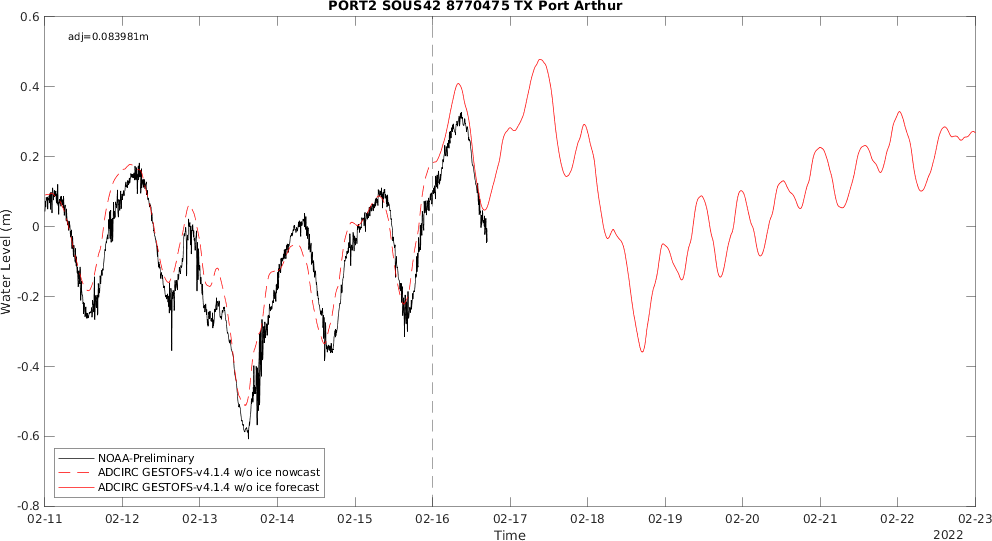 PORT2 SOUS42 8770475 TX Port Arthur
adj=0.083981m
0.6
0.4
0.2
0
-0.2
-0.4
-0.6
-0.8
Water Level (m)
NOAA-Preliminary
ADCIRC GESTOFS-v4.1.4 w/o ice nowcast
ADCIRC GESTOFS-v4.1.4 w/o ice forecast
02-11 02-12 02-13 02-14 02-15 02-16 02-17 02-18 02-19 02-20 02-21 02-22 02-23
Time
2022